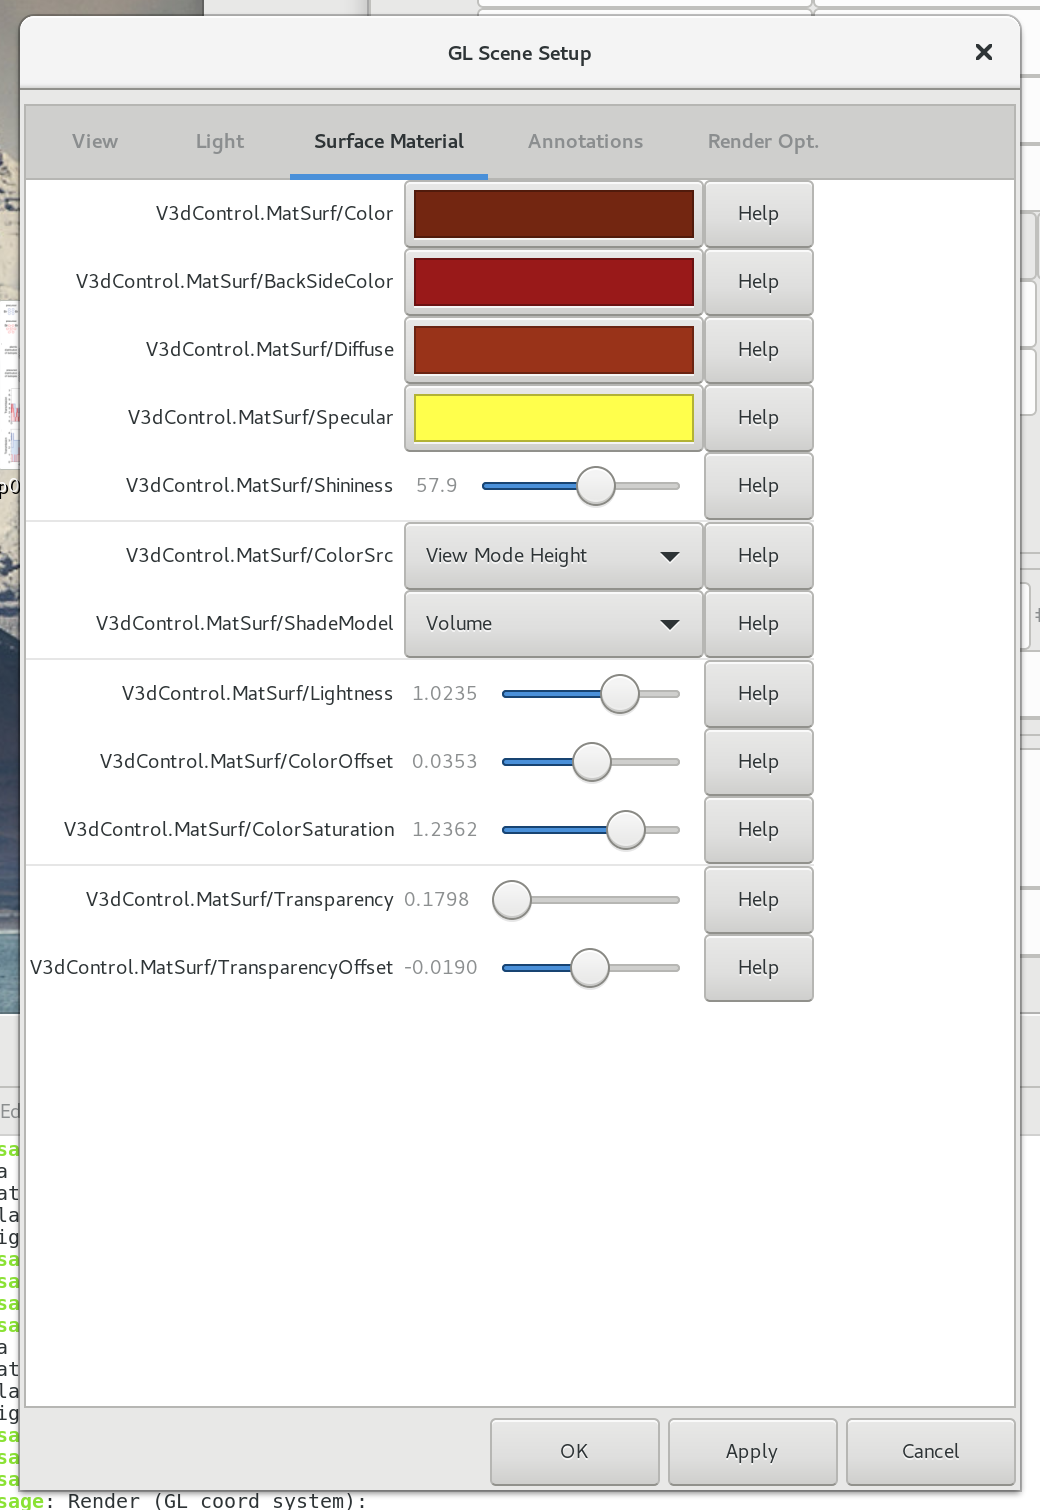 GL Scene Setup
View Light Surface Material Annotations Render Opt.
V3dControl.MatSurf/Color Help
V3dControl.MatSurf/BackSideColor Help
V3dControl.MatSurf/Diffuse Help
V3dControl.MatSurf/Specular Help
V3dControl.MatSurf/Shininess 57.9 Help
V3dControl.MatSurf/ColorSrc View Mode Height Help
V3dControl.MatSurf/ShadeModel Volume Help
V3dControl.MatSurf/Lightness 1.0235 Help
V3dControl.MatSurf/ColorOffset 0.0353 Help
V3dControl.MatSurf/ColorSaturation 1.2362 Help
V3dControl.MatSurf/Transparency 0.1798 Help
V3dControl.MatSurf/TransparencyOffset -0.0190 Help
p0
Ed
sa
a
at
la
ig
sa
sa
sa
sa
a
at
la
ig
sa
sa
sa
OK Apply Cancel
sage: Render (GL coord system):